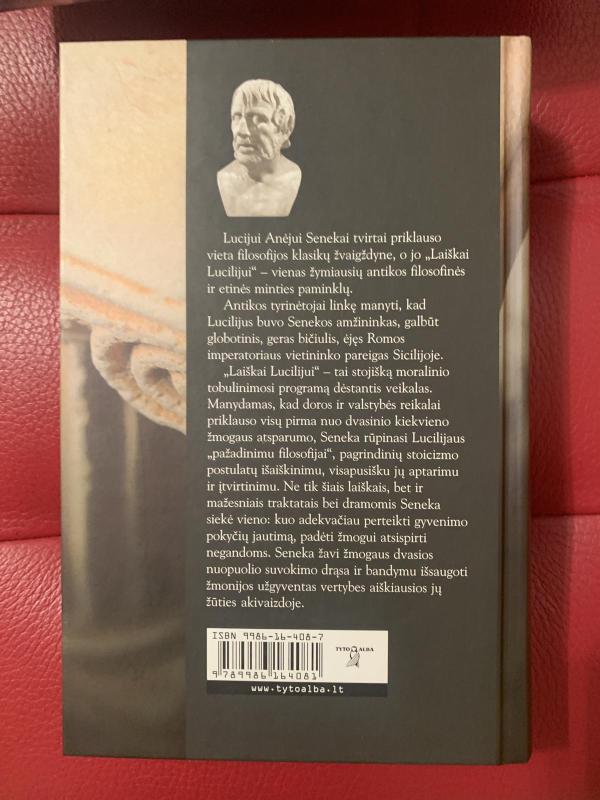 Lucijui Anėjui Senekai tvirtai priklauso
vieta filosofijos klasikų žvaigždyne, o jo „Laiškai
Lucilijui“ – vienas žymiausių antikos filosofinės
ir etinės minties paminklų.
Antikos tyrinėtojai linkę manyti, kad
Lucilijus buvo Senekos amžininkas, galbūt
globotinis, geras bičiulis, ėjęs Romos
imperatoriaus vietininko pareigas Sicilijoje.
„Laiškai Lucilijui“ – tai stojišką moralinio
tobulinimosi programą dėstantis veikalas.
Manydamas, kad doros ir valstybės reikalai
priklauso visų pirma nuo dvasinio kiekvieno
žmogaus atsparumo, Seneka rūpinasi Lucilijaus
„pažadinimu filosofijai“, pagrindinių stoicizmo
postulatų išaiškinimu, visapusišku jų aptarimu
ir įtvirtinimu. Ne tik šiais laiškais, bet ir
mažesniais traktatais bei dramomis Seneka
siekė vieno: kuo adekvačiau perteikti gyvenimo
pokyčių jautimą, padėti žmogui atsispirti
negandoms. Seneka žavi žmogaus dvasios
nuopuolio suvokimo drąsa ir bandymu išsaugoti
žmonijos užgyventas vertybes aiškiausios jų
žūties akivaizdoje.
ISBN 9986-16-408-7
TYTO ALBA
9 789986 164081
www.tytoalba.lt